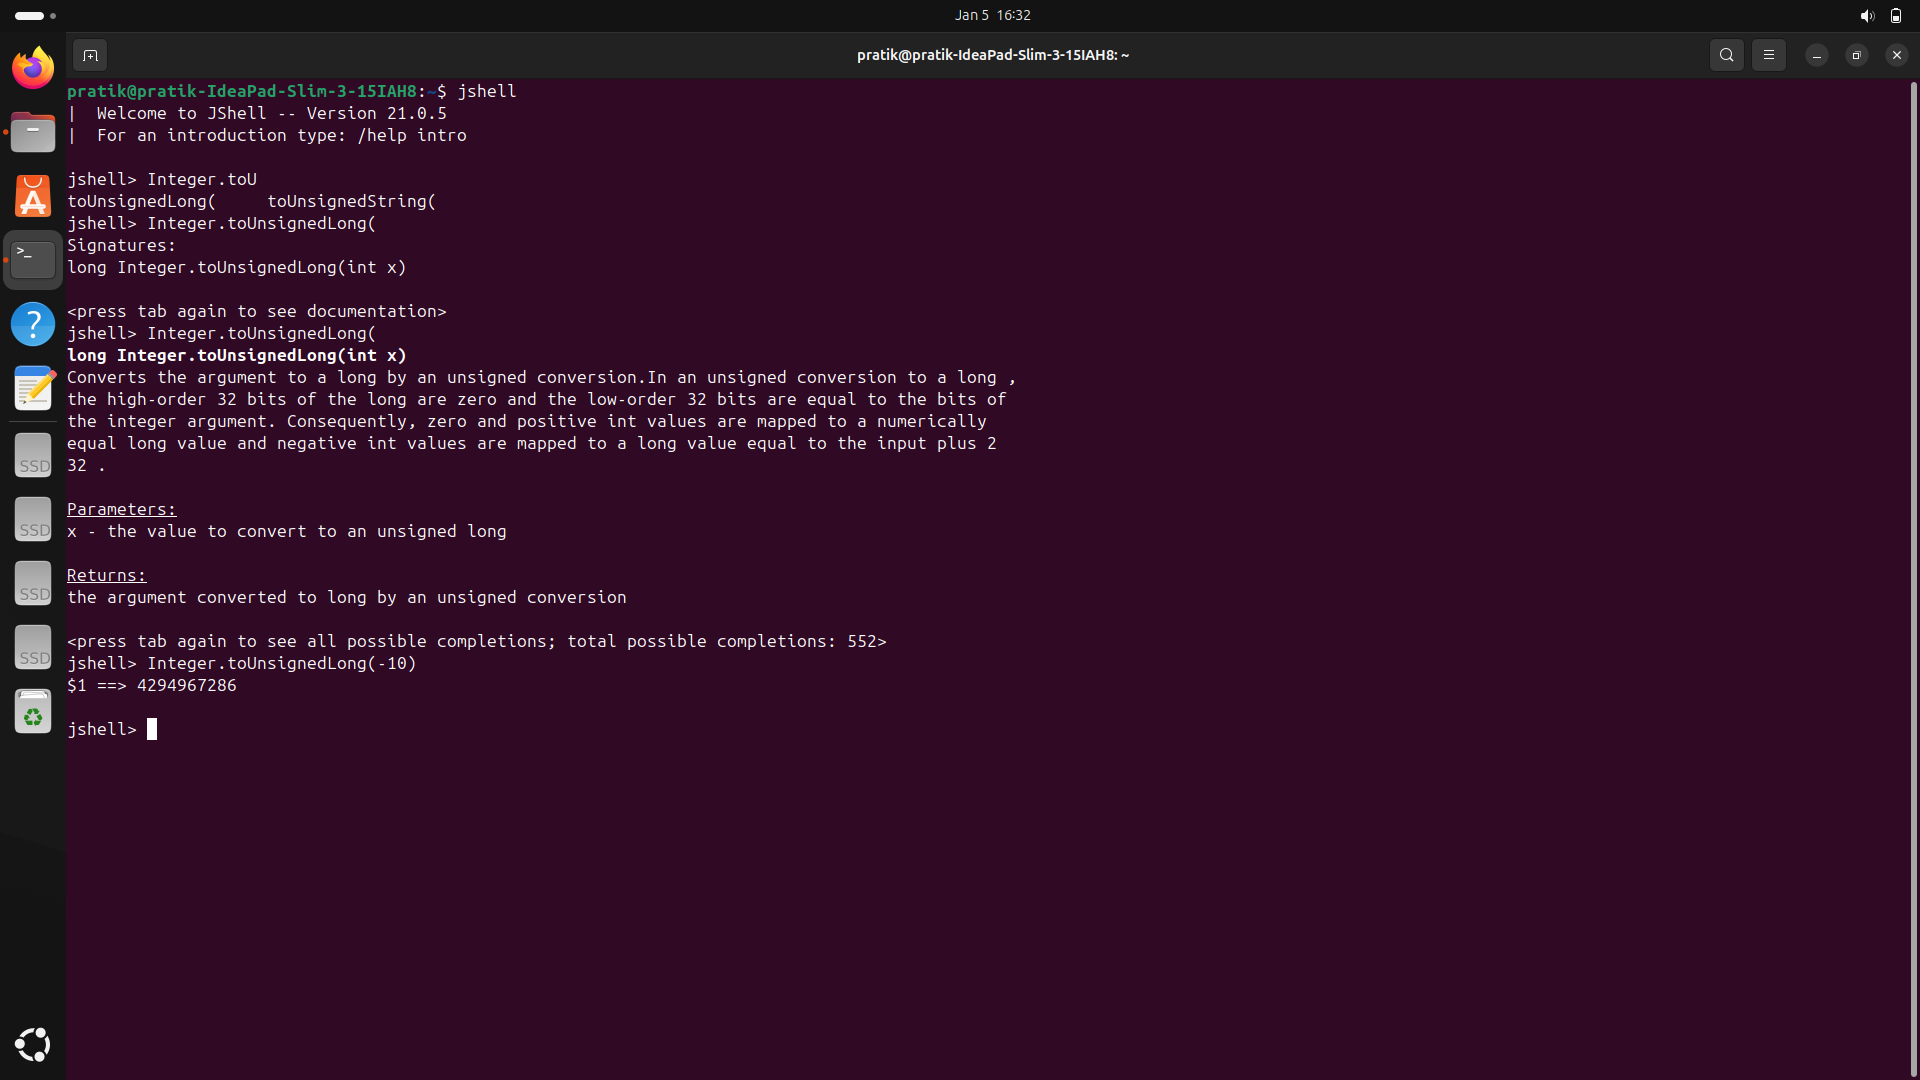 Jan 5 16:32
pratik@pratik-IdeaPad-Slim-3-15IAH8: ~
pratik@pratik-IdeaPad-Slim-3-15IAH8:~$ jshell
|  Welcome to JShell -- Version 21.0.5
|  For an introduction type: /help intro
jshell> Integer.toU
toUnsignedLong(     toUnsignedString(
jshell> Integer.toUnsignedLong(
Signatures:
long Integer.toUnsignedLong(int x)
<press tab again to see documentation>
jshell> Integer.toUnsignedLong(
long Integer.toUnsignedLong(int x)
Converts the argument to a long by an unsigned conversion.In an unsigned conversion to a long ,
the high-order 32 bits of the long are zero and the low-order 32 bits are equal to the bits of
the integer argument. Consequently, zero and positive int values are mapped to a numerically
equal long value and negative int values are mapped to a long value equal to the input plus 2
32 .
Parameters:
x - the value to convert to an unsigned long
Returns:
the argument converted to long by an unsigned conversion
<press tab again to see all possible completions; total possible completions: 552>
jshell> Integer.toUnsignedLong(-10)
$1 ==> 4294967286
jshell>
>_
?
SSD
SSD
SSD
SSD